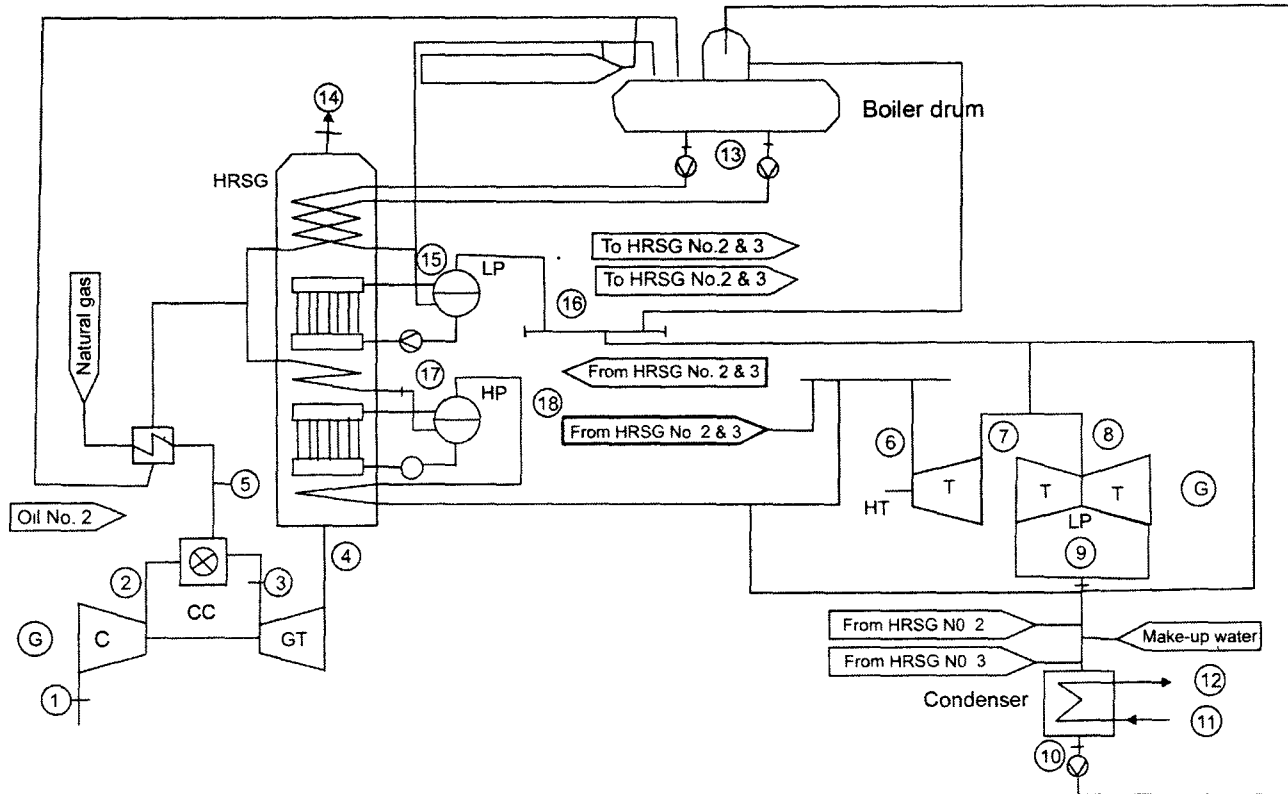 Boiler drum
14
13
HRSG
To HRSG No.2 & 3
To HRSG No.2 & 3
15
LP
16
Natural gas
From HRSG No. 2 & 3
17
HP
18
From HRSG No 2 & 3
6
7
8
T
T
T
G
HT
LP
5
Oil No. 2
9
2
3
4
CC
G
C
GT
From HRSG N0 2
Make-up water
From HRSG N0 3
1
Condenser
12
11
10